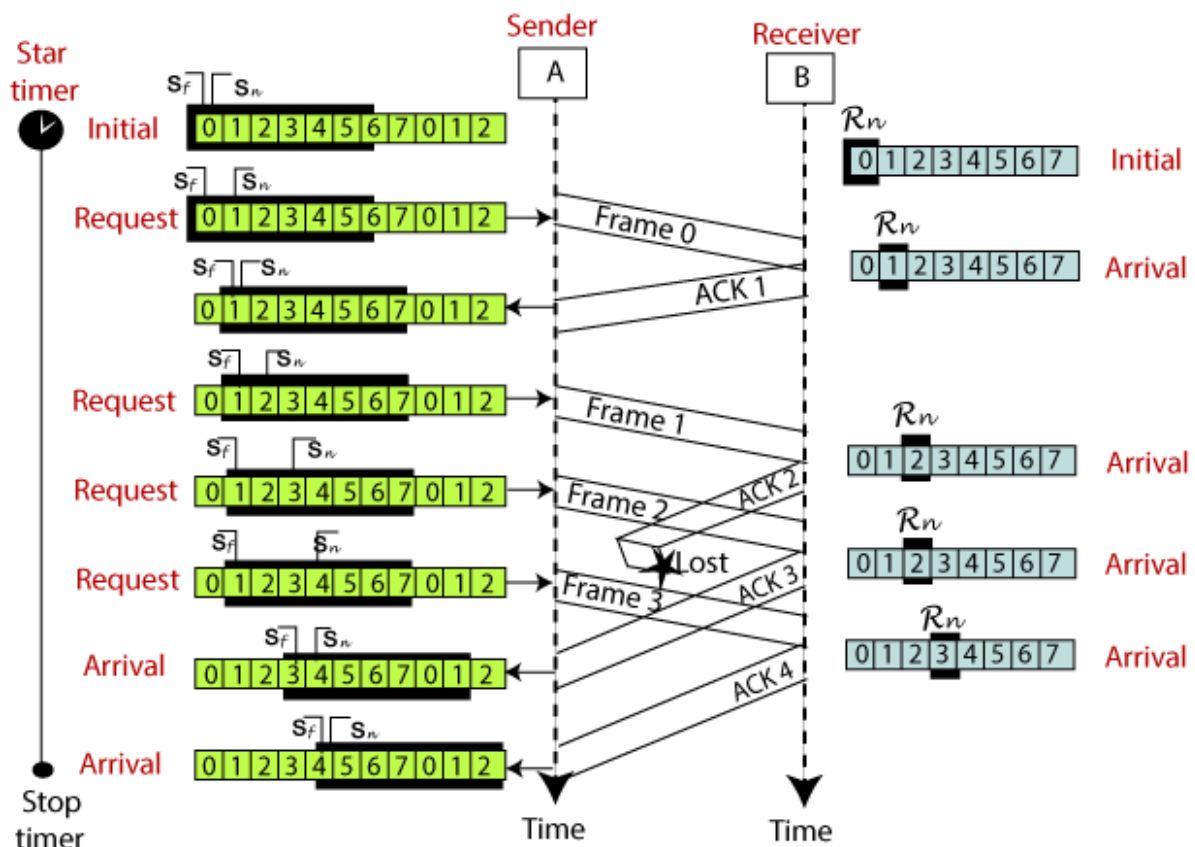 Sender
Receiver
Star
timer
A
B
Sf Sn
Initial
0 1 2 3 4 5 6 7 0 1 2
Rn
0 1 2 3 4 5 6 7
Initial
Sf Sn
Request
0 1 2 3 4 5 6 7 0 1 2
Frame 0
Rn
0 1 2 3 4 5 6 7
Arrival
Sf Sn
0 1 2 3 4 5 6 7 0 1 2
ACK 1
Sf Sn
Request
0 1 2 3 4 5 6 7 0 1 2
Frame 1
Rn
0 1 2 3 4 5 6 7
Arrival
Sf Sn
Request
0 1 2 3 4 5 6 7 0 1 2
Frame 2
ACK 2
Lost
Rn
0 1 2 3 4 5 6 7
Arrival
Sf Sn
Request
0 1 2 3 4 5 6 7 0 1 2
Frame 3
ACK 3
Rn
0 1 2 3 4 5 6 7
Arrival
Sf Sn
Arrival
0 1 2 3 4 5 6 7 0 1 2
ACK 4
Sf Sn
Arrival
0 1 2 3 4 5 6 7 0 1 2
Stop
timer
Time
Time